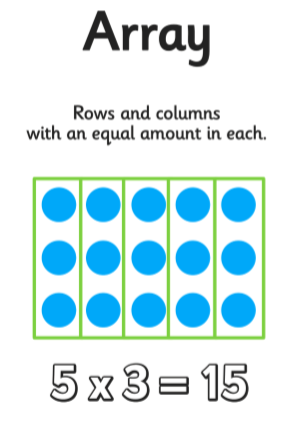 Array
Rows and columns
with an equal amount in each.
5 x 3 = 15